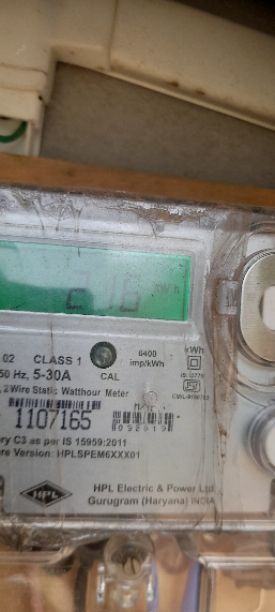 216 kWh
02 CLASS 1
6400 imp/kWh
kWh
50 Hz, 5-30A CAL
2Wire Static Watthour Meter
1107165
ry C3 as per IS 15959:2011
re Version: HPLSPEM6XXX01
HPL
HPL Electric & Power Ltd
Gurugram (Haryana) INDIA